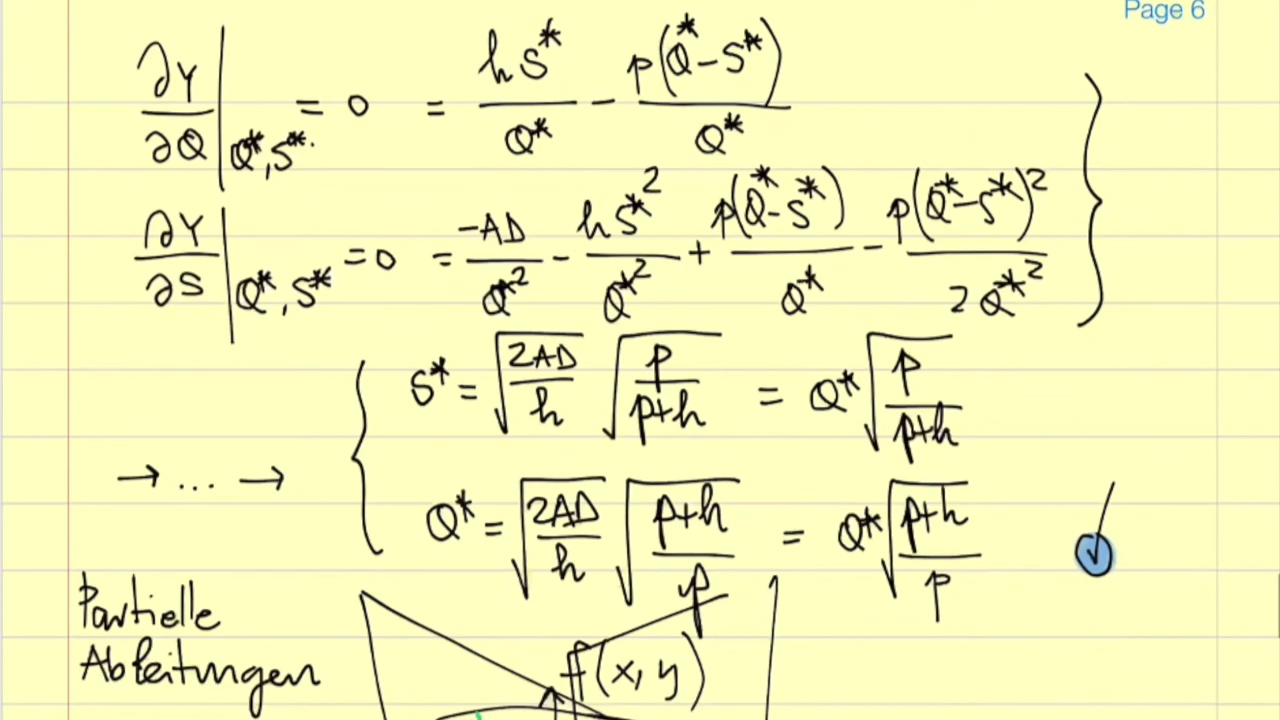 Page 6
∂Y/∂Q |Q*,S* = 0 = hS*/Q* - p(Q*-S*)/Q*
∂Y/∂S |Q*,S* = 0 = -AD/Q*² - hS*²/Q*² + p(Q*-S*)/Q* - p(Q*-S*)²/2Q*²
S* = √(2AD/h) √(p/(p+h)) = Q* √(p/(p+h))
→ ... →
Q* = √(2AD/h) √((p+h)/p) = Q* √((p+h)/p)
Partielle
Ableitungen
f(x,y)